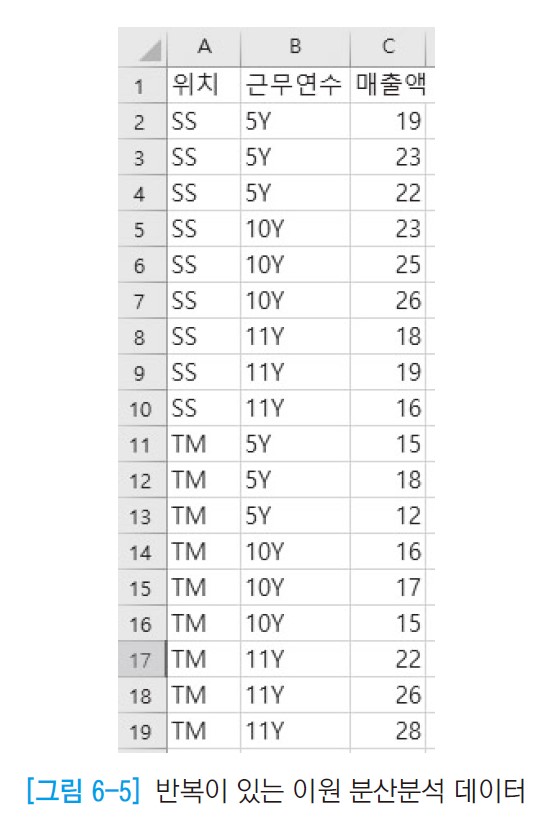 A B C
1 위치 근무연수 매출액
2 SS 5Y 19
3 SS 5Y 23
4 SS 5Y 22
5 SS 10Y 23
6 SS 10Y 25
7 SS 10Y 26
8 SS 11Y 18
9 SS 11Y 19
10 SS 11Y 16
11 TM 5Y 15
12 TM 5Y 18
13 TM 5Y 12
14 TM 10Y 16
15 TM 10Y 17
16 TM 10Y 15
17 TM 11Y 22
18 TM 11Y 26
19 TM 11Y 28
[그림 6-5] 반복이 있는 이원 분산분석 데이터